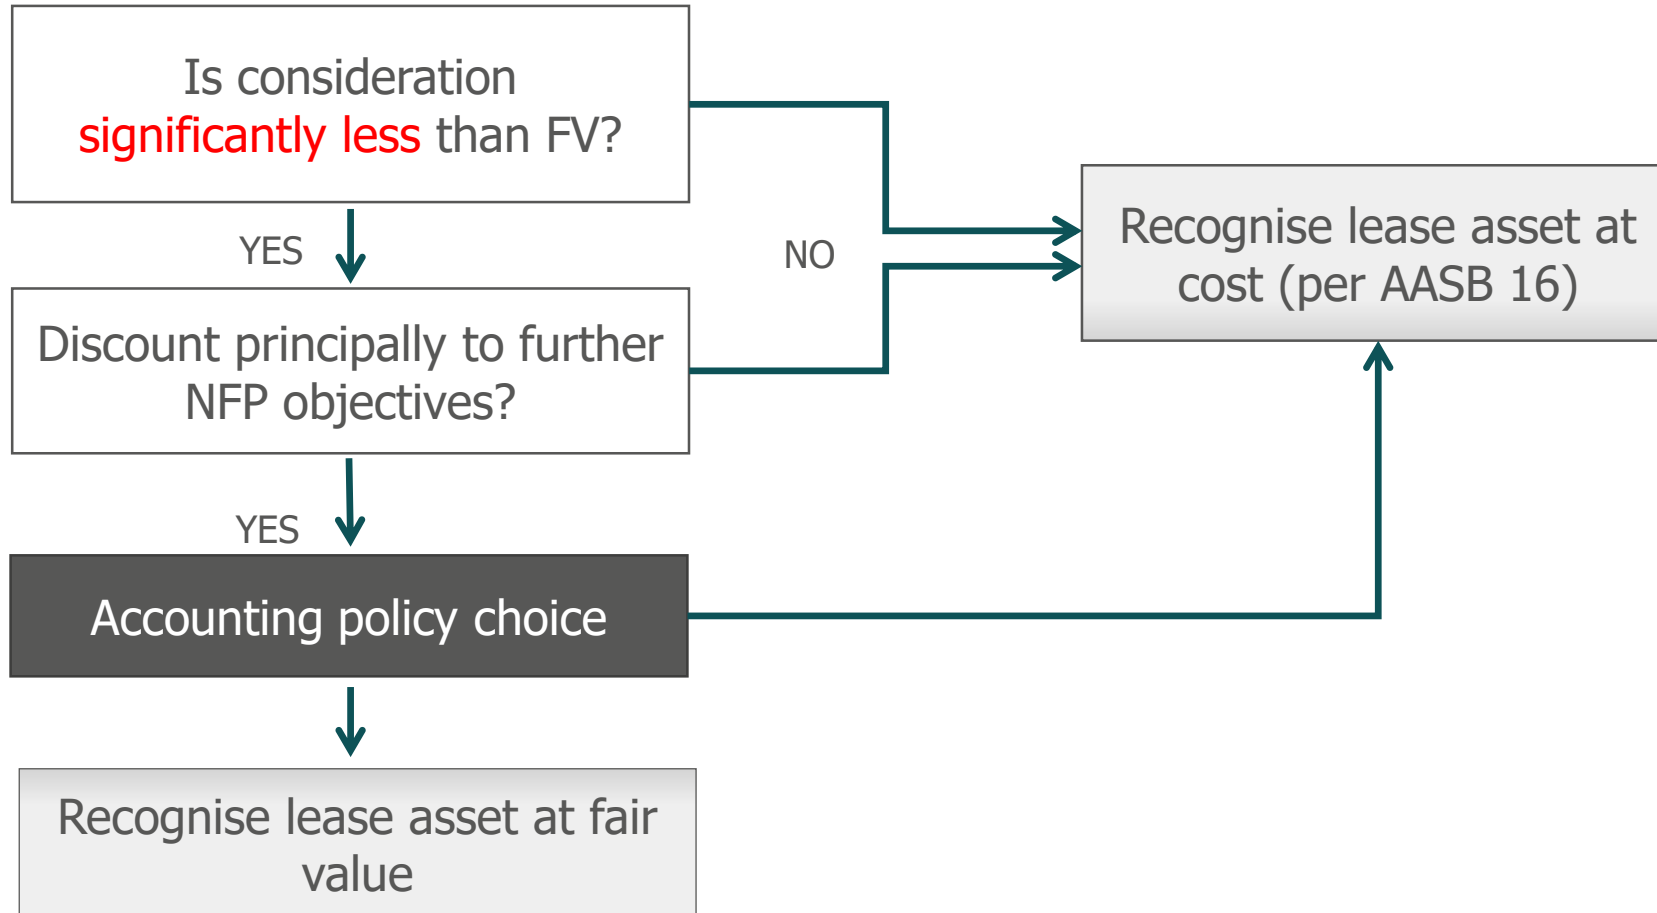 Is consideration
significantly less than FV?
YES
NO
Recognise lease asset at
cost (per AASB 16)
Discount principally to further
NFP objectives?
YES
Accounting policy choice
Recognise lease asset at fair
value